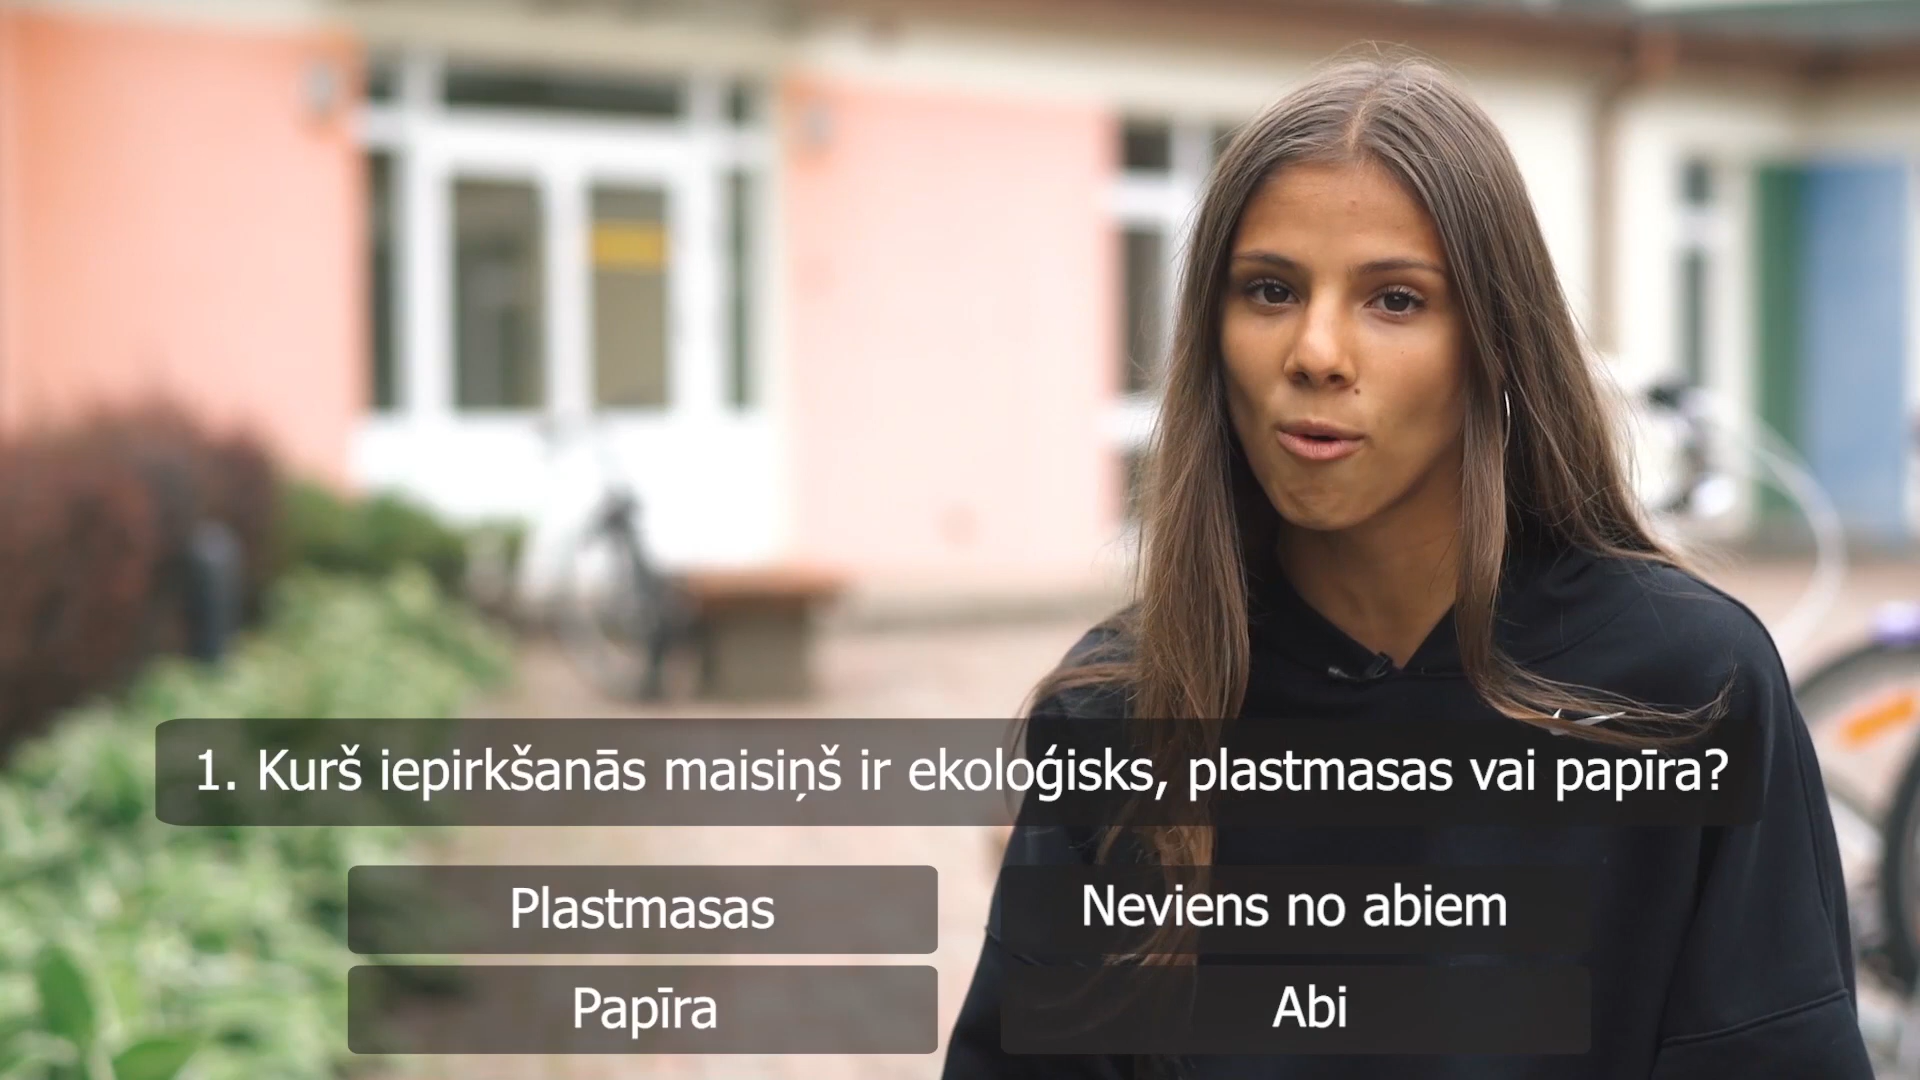 1. Kurš iepirkšanās maisiņš ir ekoloģisks, plastmasas vai papīra?
Plastmasas
Neviens no abiem
Papīra
Abi